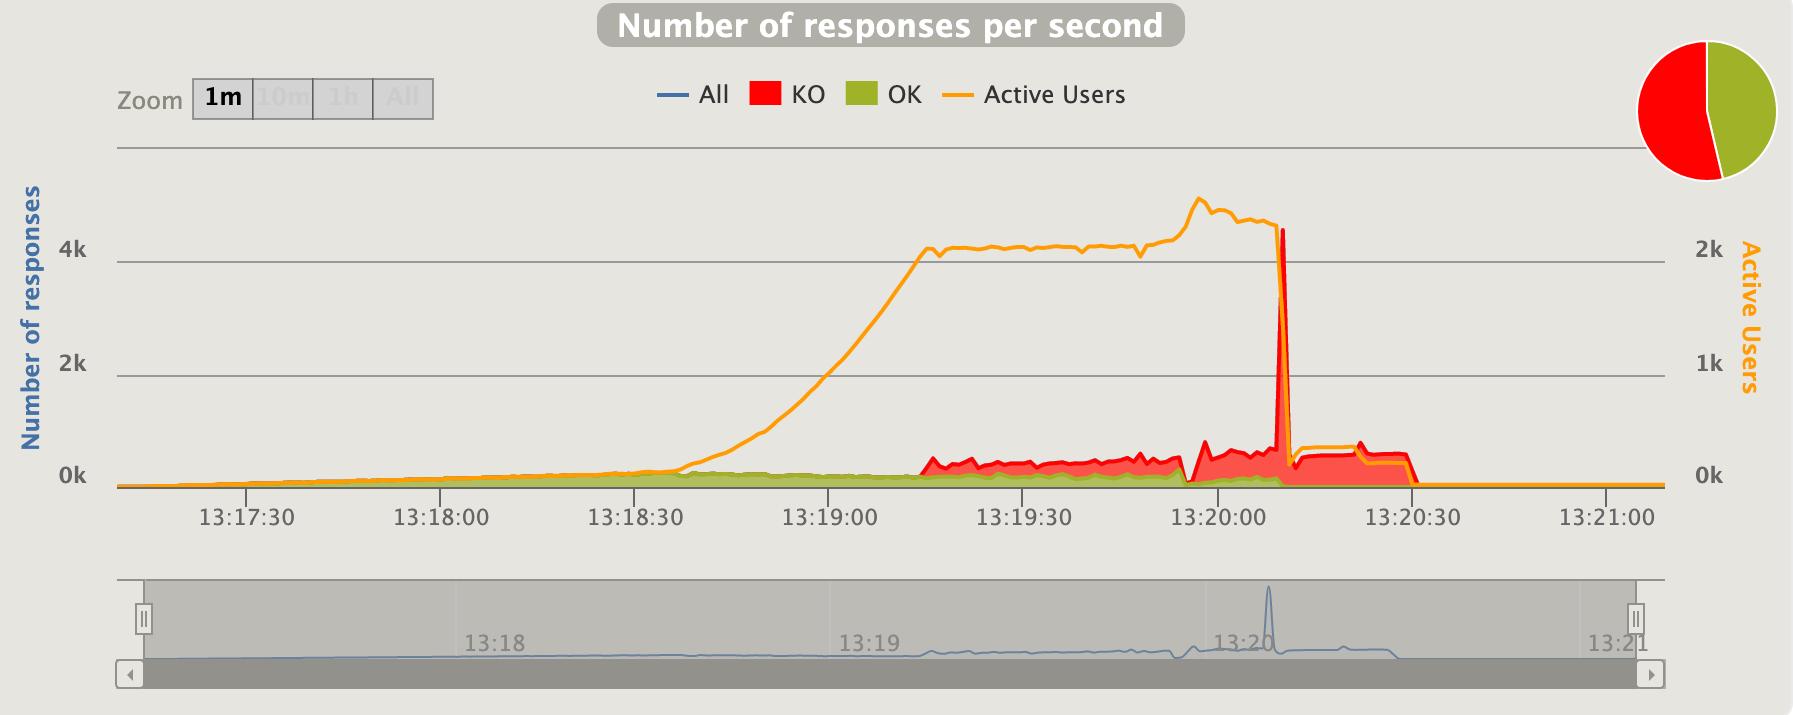 Number of responses per second
Zoom 1m 10m 1h All
All KO OK Active Users
Number of responses
4k
2k
0k
2k
1k
0k
Active Users
13:17:30 13:18:00 13:18:30 13:19:00 13:19:30 13:20:00 13:20:30 13:21:00
13:18 13:19 13:20 13:21